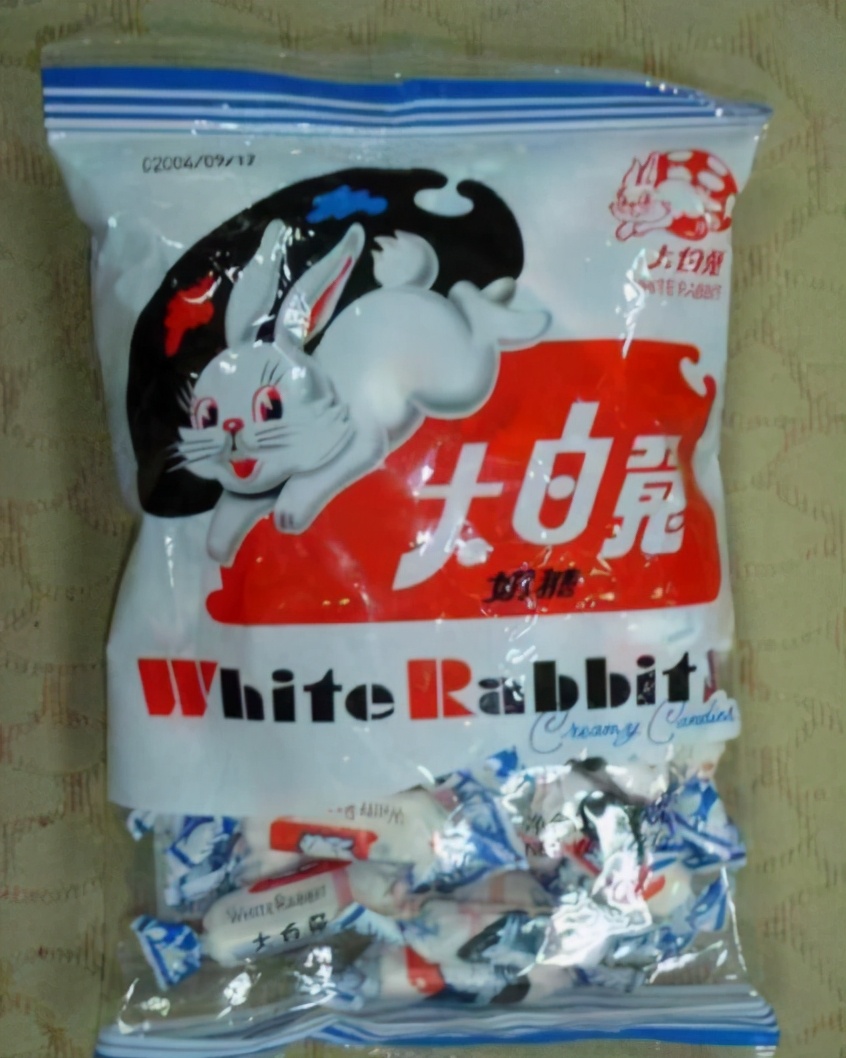 02004/09/17
大白兔
WHITE RABBIT
大白兔
奶糖
White Rabbit
Creamy Candies
WHITE RABBIT
大白兔